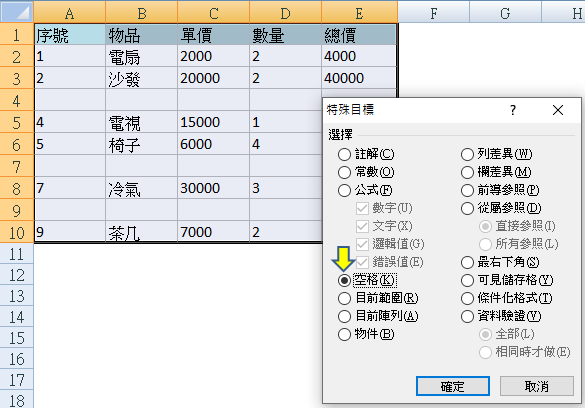 A B C D E F G H
1 序號 物品 單價 數量 總價
2 1 電扇 2000 2 4000
3 2 沙發 20000 2 40000
4
5 4 電視 15000 1
6 5 椅子 6000 4
7
8 7 冷氣 30000 3
9
10 9 茶几 7000 2
11
12
13
14
15
16
17
18
特殊目標 ?
選擇
註解(C) 列差異(W)
常數(O) 欄差異(M)
公式(F) 前導參照(P)
數字(U) 從屬參照(D)
文字(X) 直接參照(I)
邏輯值(G) 所有參照(L)
錯誤值(E) 最右下角(S)
空格(K) 可見儲存格(Y)
目前範圍(R) 條件化格式(T)
目前陣列(A) 資料驗證(V)
物件(B) 全部(L)
相同時才做(E)
確定 取消